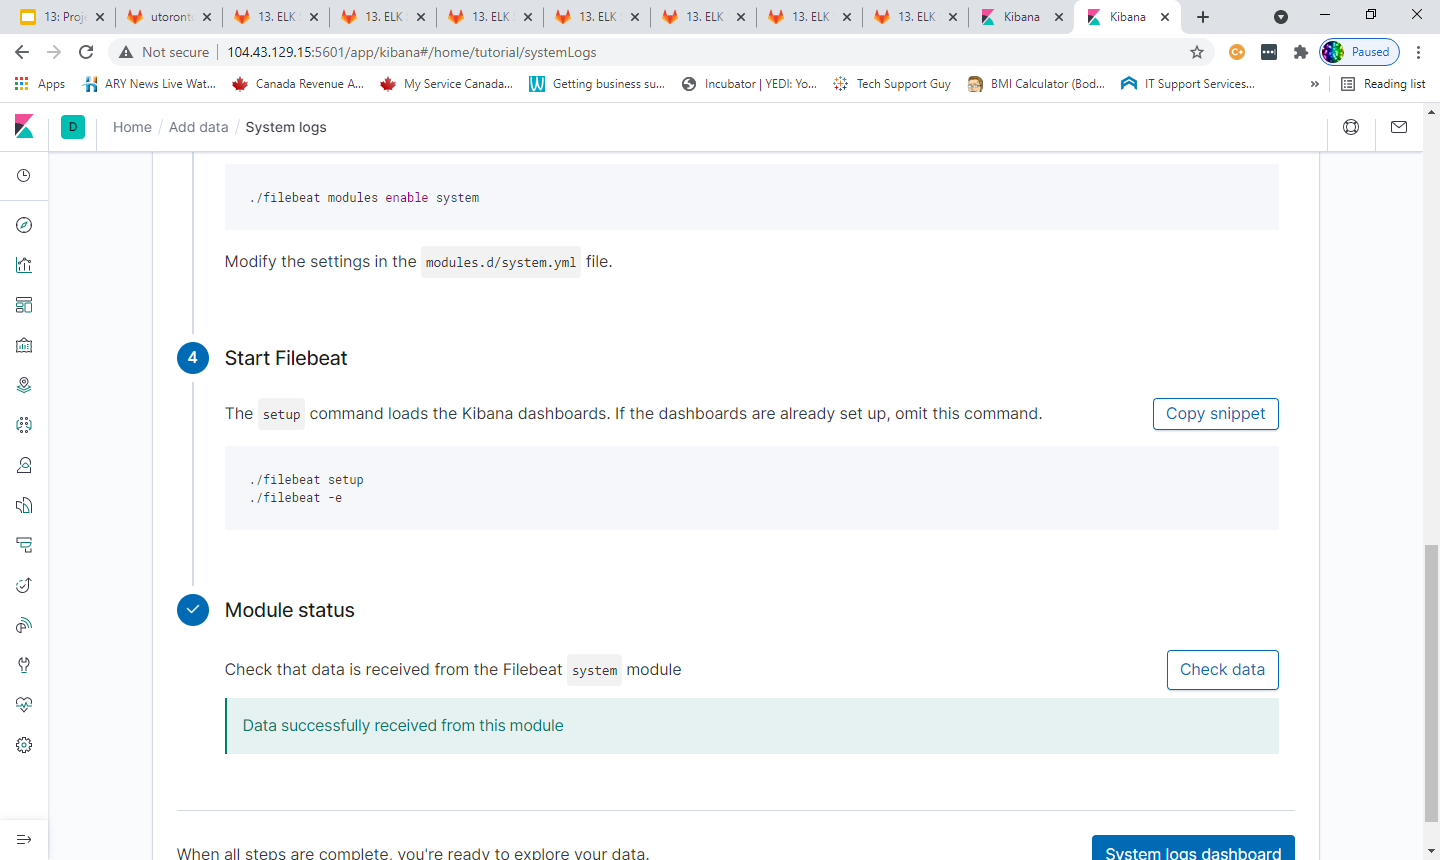 13: Proje
utoront
13. ELK S
13. ELK S
13. ELK S
13. ELK S
13. ELK
13. ELK
13. ELK
Kibana
Kibana
Not secure
104.43.129.15:5601/app/kibana#/home/tutorial/systemLogs
Paused
Apps
ARY News Live Wat...
Canada Revenue A...
My Service Canada...
Getting business su...
Incubator | YEDI: Yo...
Tech Support Guy
BMI Calculator (Bod...
IT Support Services...
»
Reading list
D
Home / Add data / System logs
./filebeat modules enable system
Modify the settings in the modules.d/system.yml file.
4 Start Filebeat
The setup command loads the Kibana dashboards. If the dashboards are already set up, omit this command.
Copy snippet
./filebeat setup
./filebeat -e
Module status
Check that data is received from the Filebeat system module
Check data
Data successfully received from this module
When all steps are complete, you're ready to explore your data.
System logs dashboard